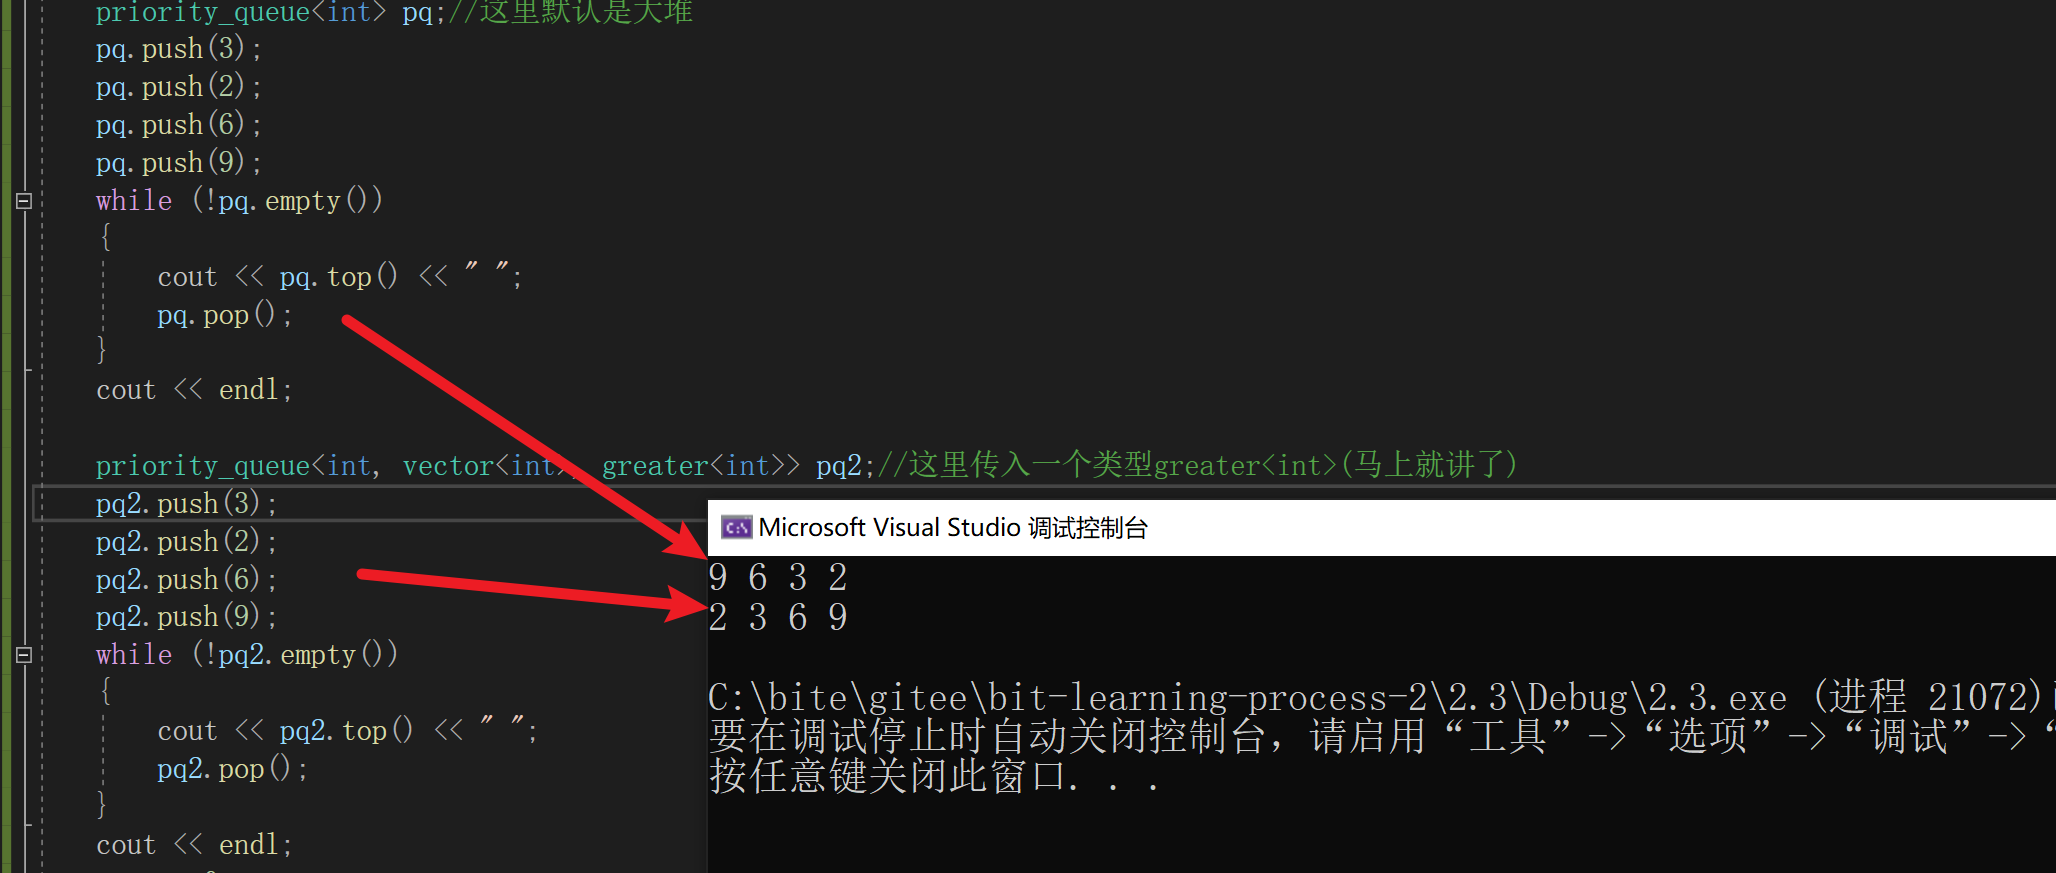 priority_queue<int> pq;//这里默认是大堆
pq.push(3);
pq.push(2);
pq.push(6);
pq.push(9);
while (!pq.empty())
{
cout << pq.top() << " ";
pq.pop();
}
cout << endl;
priority_queue<int, vector<int>, greater<int>> pq2;//这里传入一个类型greater<int>(马上就讲了)
pq2.push(3);
pq2.push(2);
pq2.push(6);
pq2.push(9);
while (!pq2.empty())
{
cout << pq2.top() << " ";
pq2.pop();
}
cout << endl;
Microsoft Visual Studio 调试控制台
9 6 3 2
2 3 6 9
C:\bite\gitee\bit-learning-process-2\2.3\Debug\2.3.exe (进程 21072)
要在调试停止时自动关闭控制台，请启用“工具”->“选项”->“调试”->“
按任意键关闭此窗口. . .